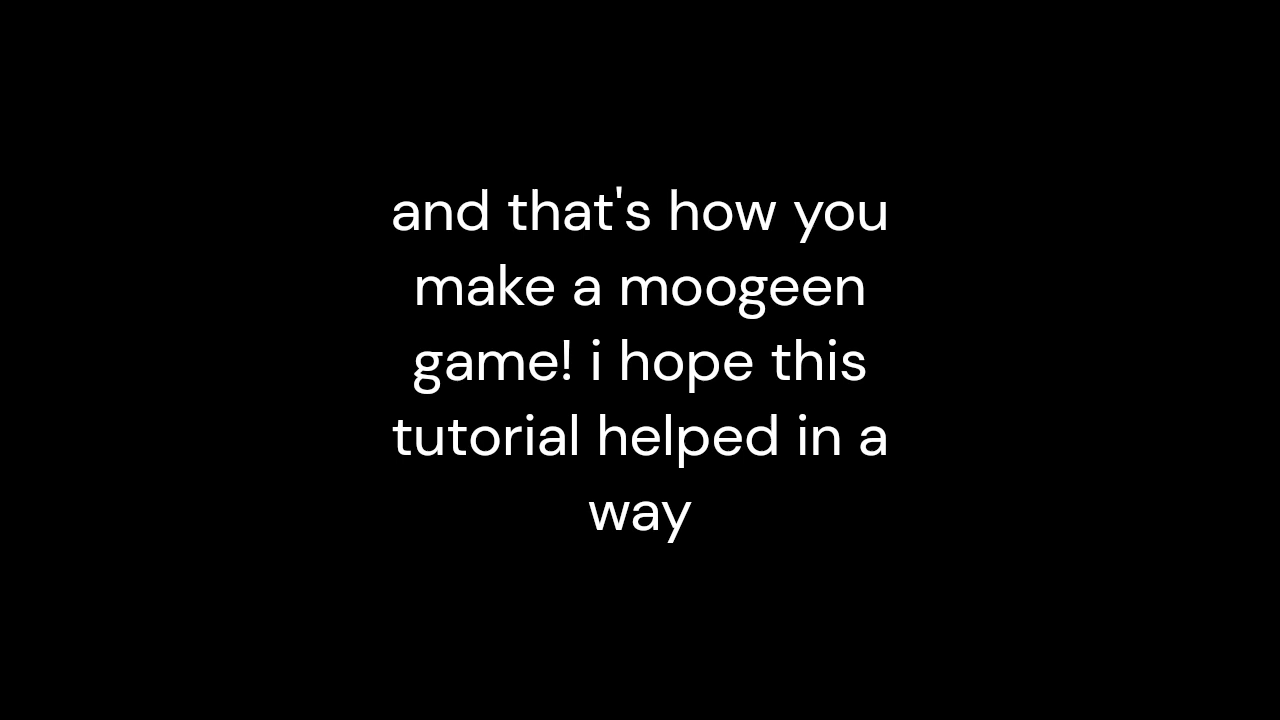 and that's how you
make a moogeen
game! i hope this
tutorial helped in a
way